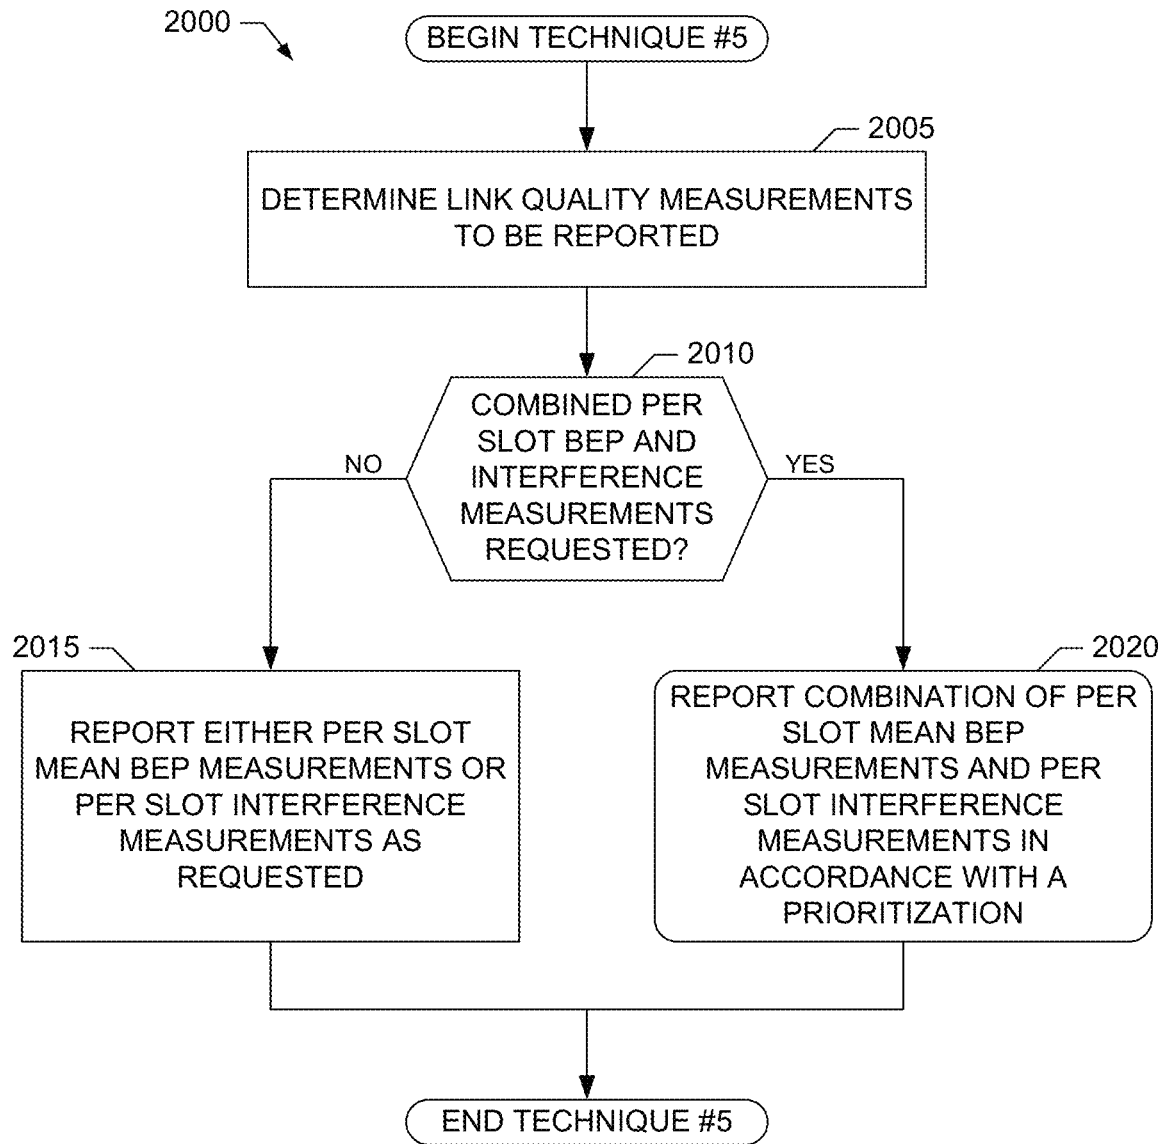 2000
BEGIN TECHNIQUE #5
2005
DETERMINE LINK QUALITY MEASUREMENTS
TO BE REPORTED
2010
COMBINED PER
SLOT BEP AND
INTERFERENCE
MEASUREMENTS
REQUESTED?
NO
YES
2015
REPORT EITHER PER SLOT
MEAN BEP MEASUREMENTS OR
PER SLOT INTERFERENCE
MEASUREMENTS AS
REQUESTED
2020
REPORT COMBINATION OF PER
SLOT MEAN BEP
MEASUREMENTS AND PER
SLOT INTERFERENCE
MEASUREMENTS IN
ACCORDANCE WITH A
PRIORITIZATION
END TECHNIQUE #5